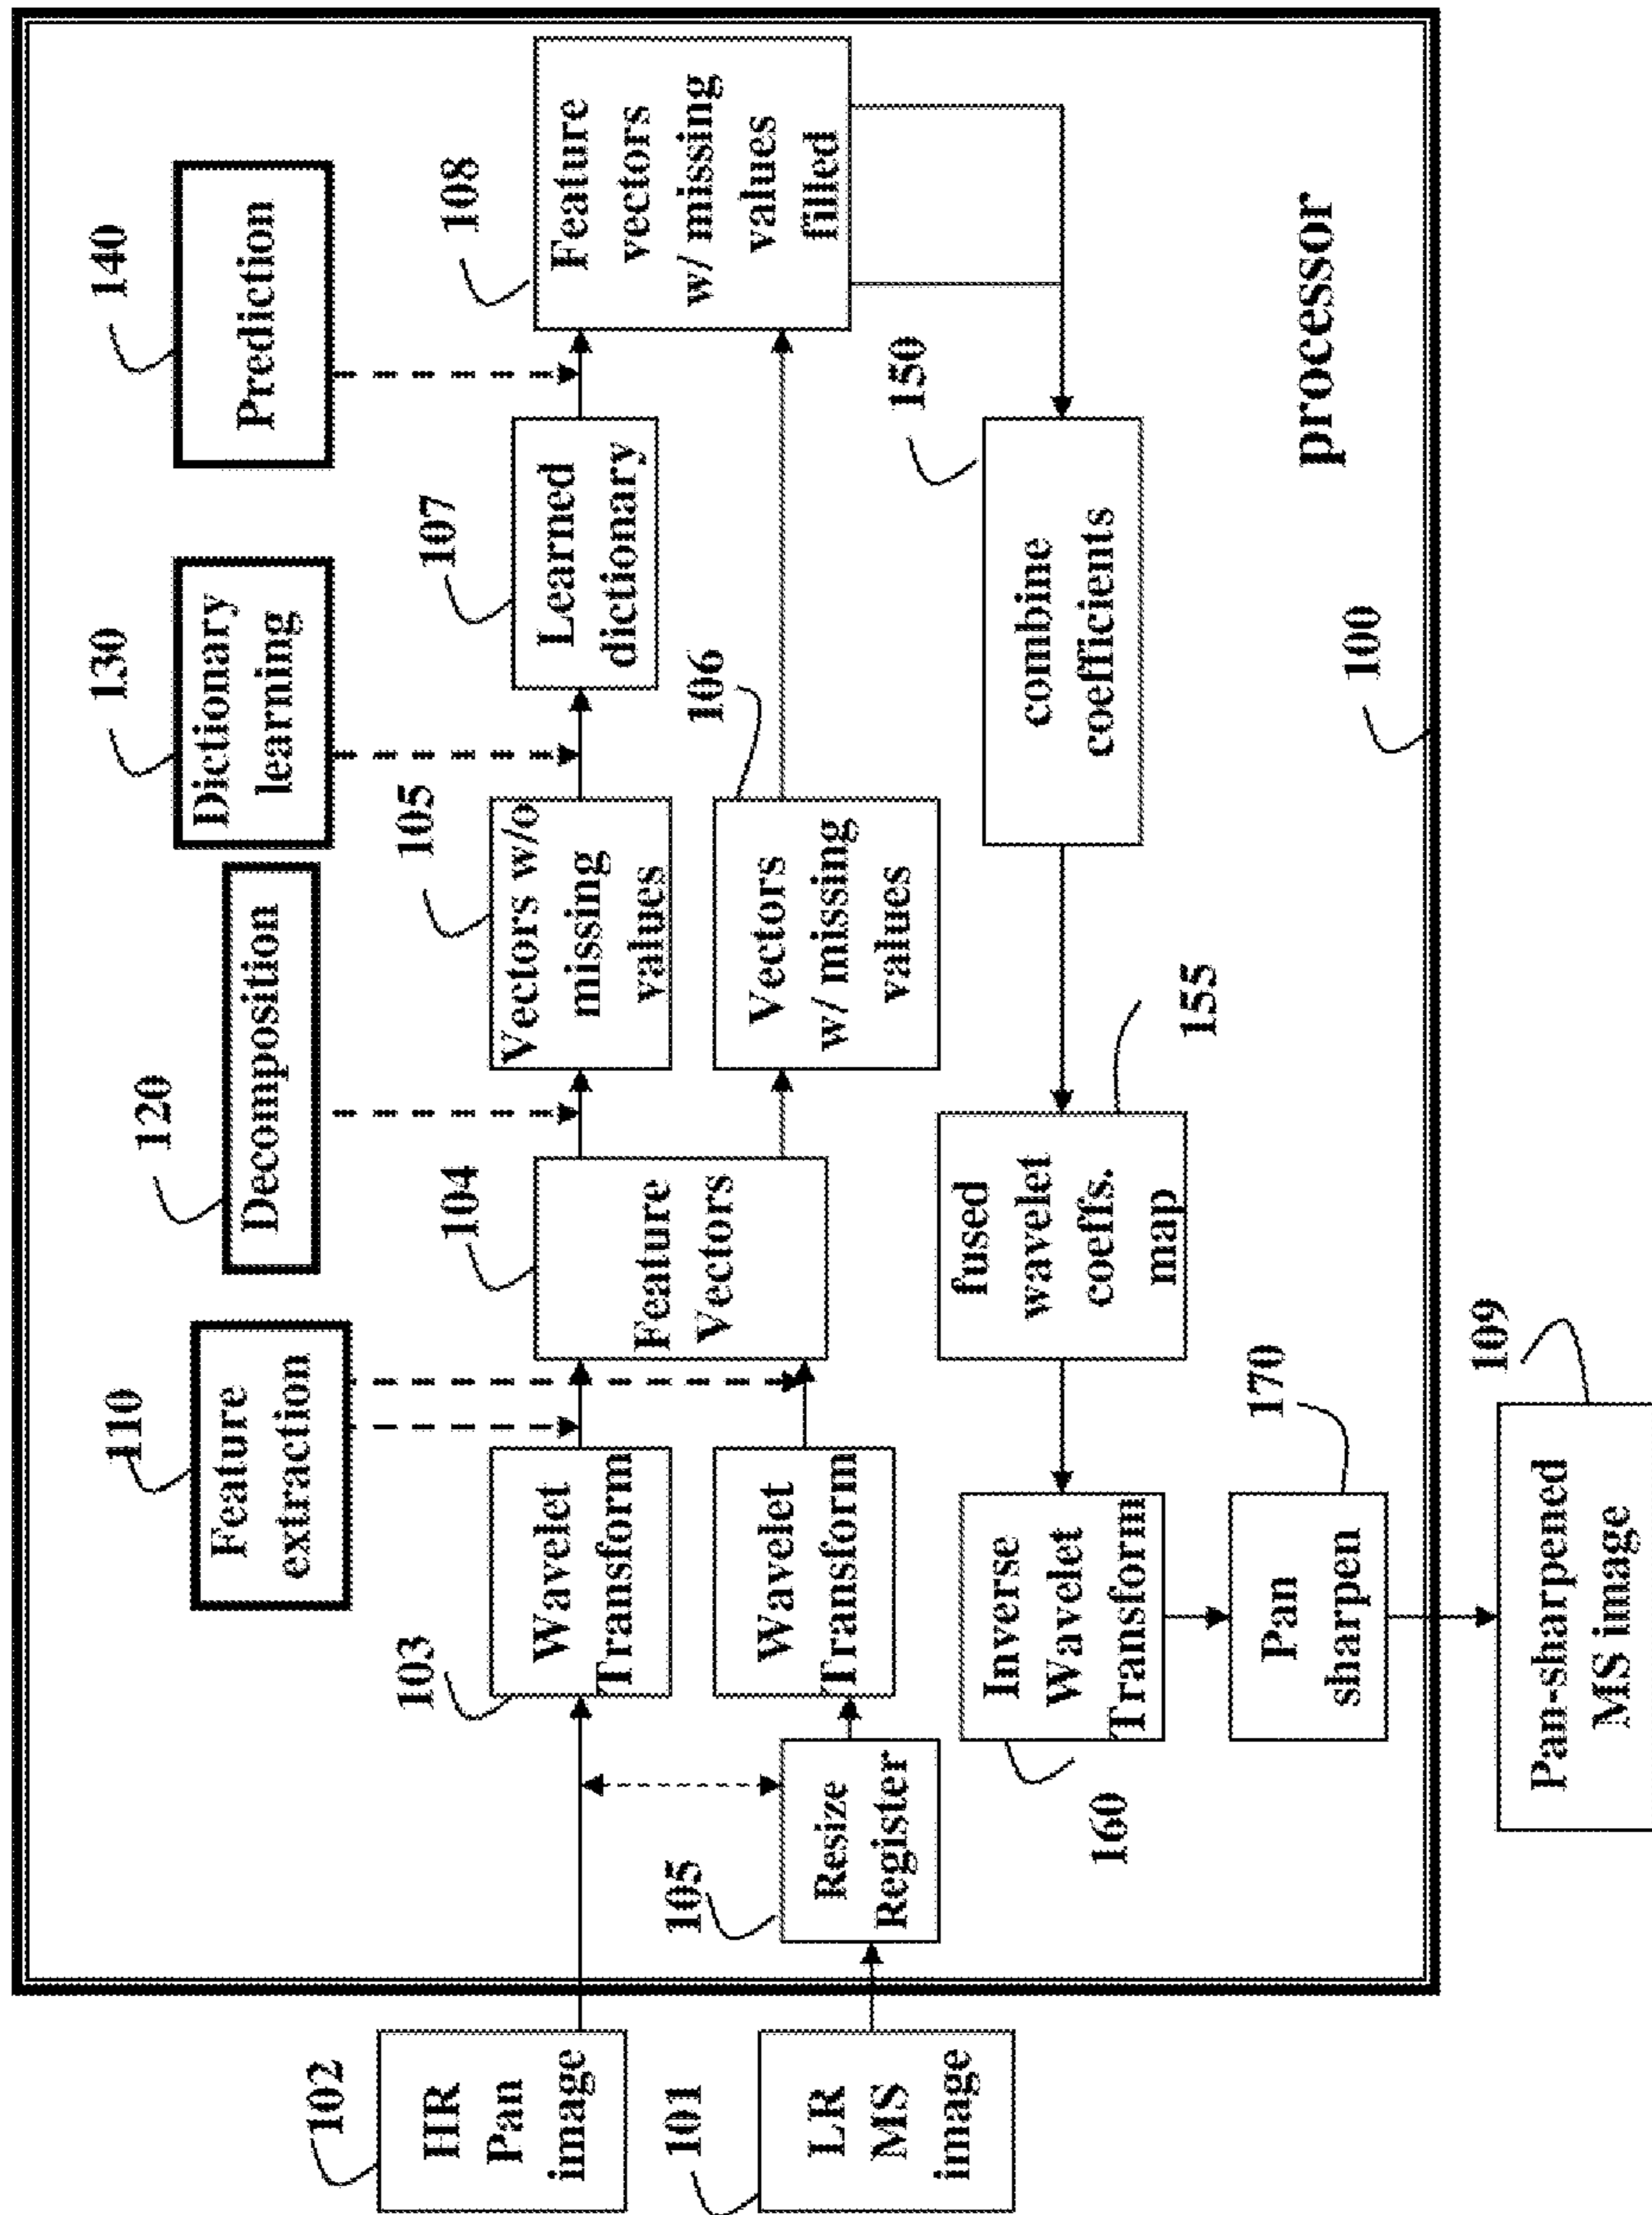 110
Feature
extraction
120
Decomposition
130
Dictionary
learning
140
Prediction
102
HR
Pan
image
103
Wavelet
Transform
104
Feature
Vectors
105
Vectors w/o
missing
values
107
Learned
dictionary
108
Feature
vectors
w/ missing
values
filled
101
LR
MS
image
105
Resize
Register
Wavelet
Transform
106
Vectors
w/ missing
values
160
Inverse
Wavelet
Transform
fused
wavelet
coeffs.
map
155
150
combine
coefficients
170
Pan
sharpen
109
Pan-sharpened
MS image
100
processor